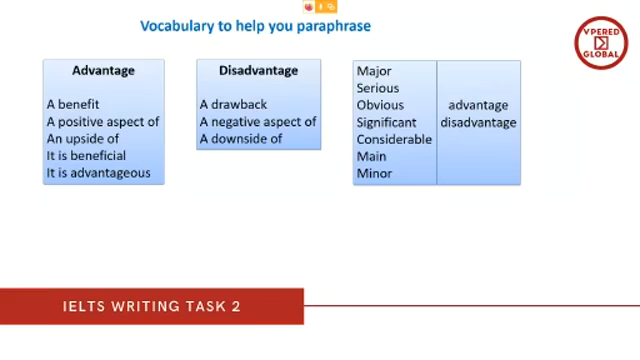 Vocabulary to help you paraphrase
VPERED
GLOBAL
Advantage
A benefit
A positive aspect of
An upside of
It is beneficial
It is advantageous
Disadvantage
A drawback
A negative aspect of
A downside of
Major
Serious
Obvious
Significant
Considerable
Main
Minor
advantage
disadvantage
IELTS WRITING TASK 2